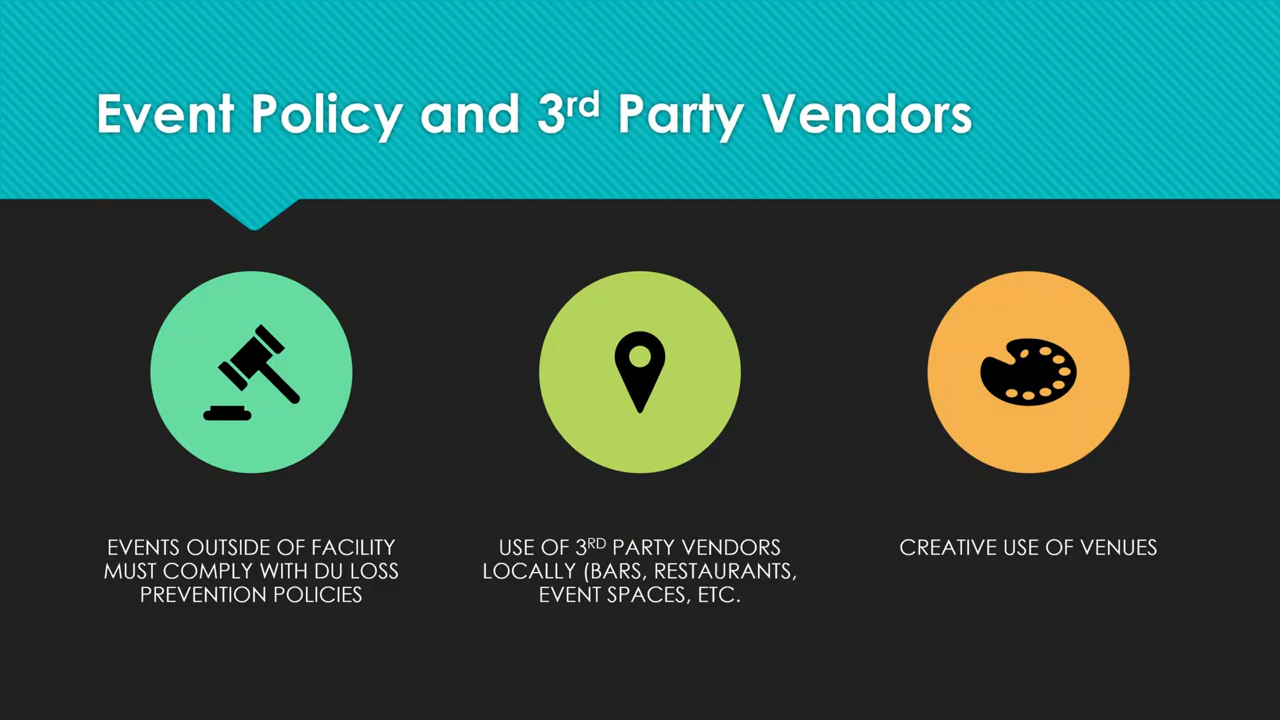 Event Policy and 3rd Party Vendors
EVENTS OUTSIDE OF FACILITY
MUST COMPLY WITH DU LOSS
PREVENTION POLICIES
USE OF 3RD PARTY VENDORS
LOCALLY (BARS, RESTAURANTS,
EVENT SPACES, ETC.
CREATIVE USE OF VENUES